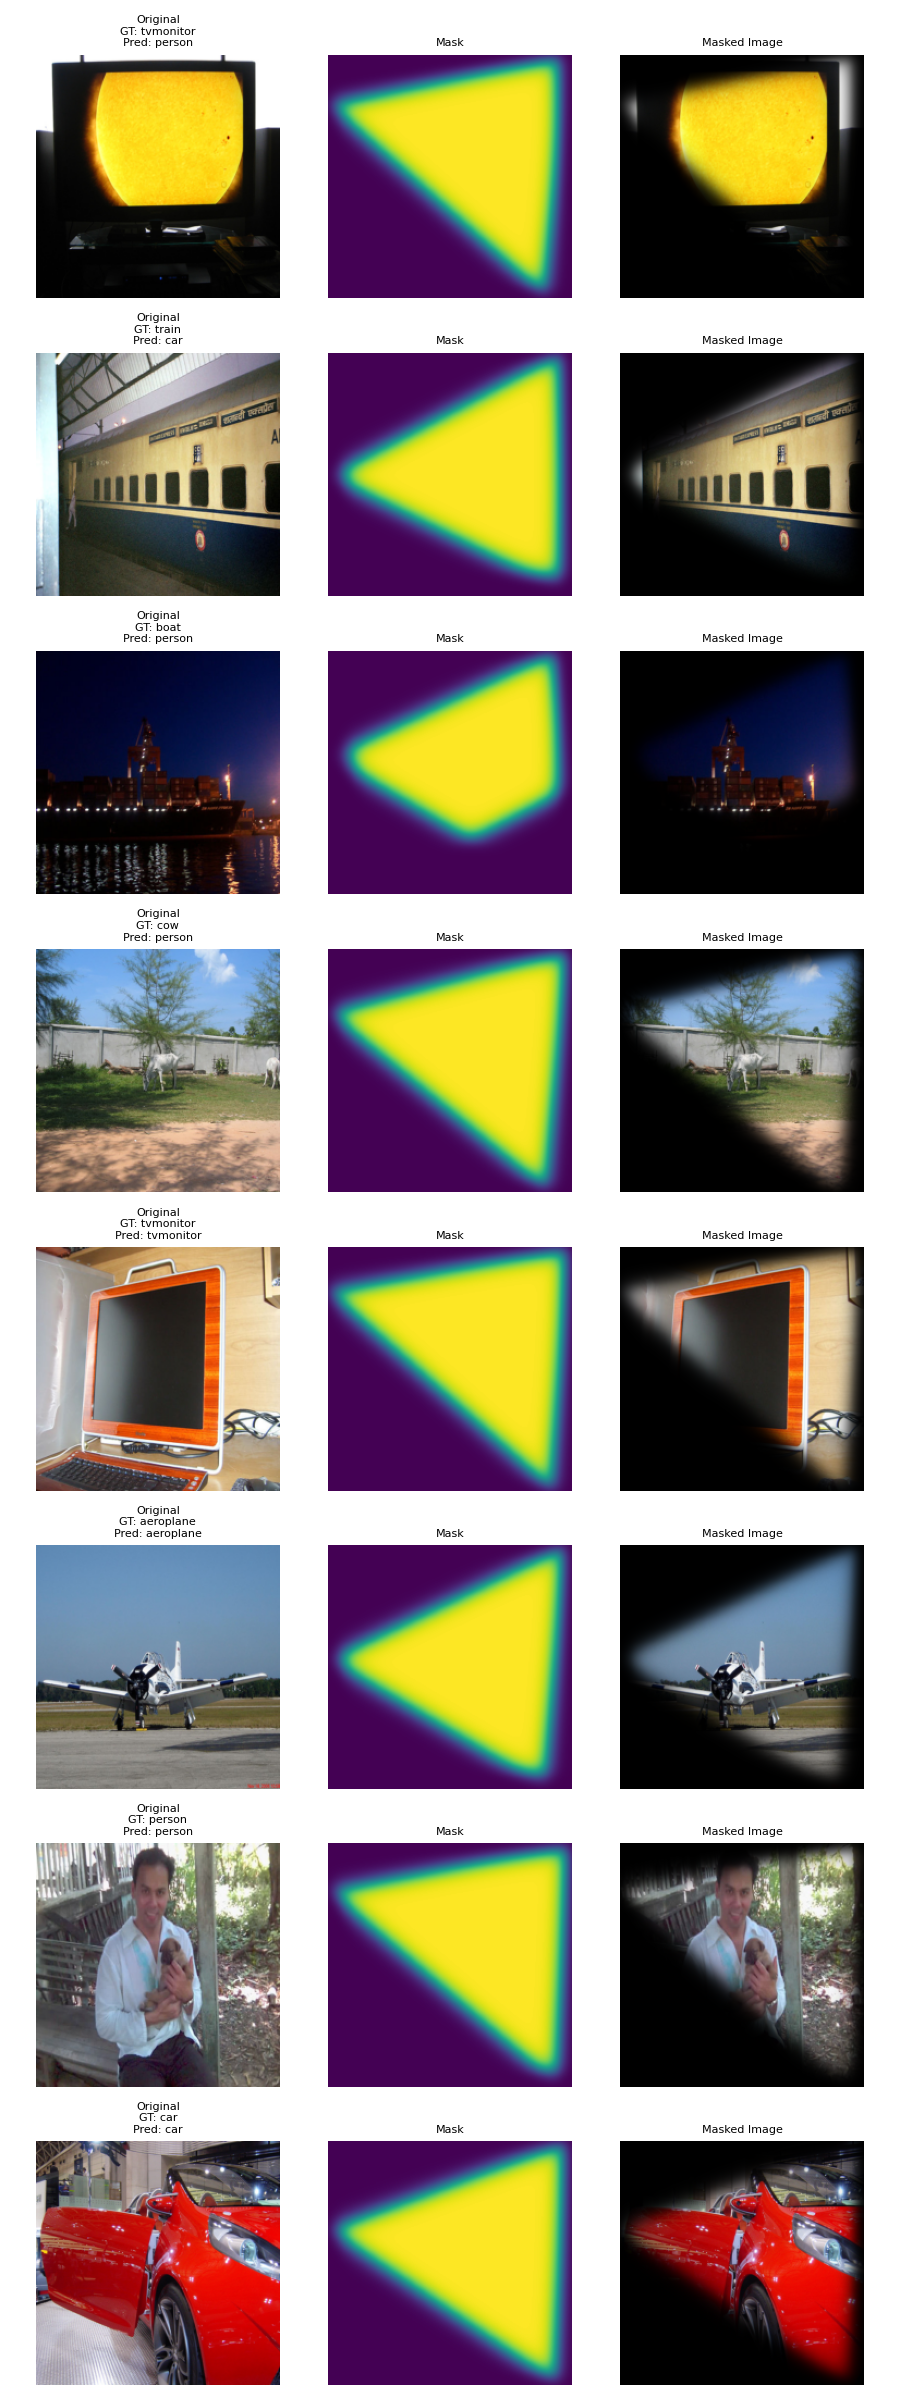 Original
GT: tvmonitor
Pred: person
Mask
Masked Image
Original
GT: train
Pred: car
Mask
Masked Image
Original
GT: boat
Pred: person
Mask
Masked Image
Original
GT: cow
Pred: person
Mask
Masked Image
Original
GT: tvmonitor
Pred: tvmonitor
Mask
Masked Image
Original
GT: aeroplane
Pred: aeroplane
Mask
Masked Image
Original
GT: person
Pred: person
Mask
Masked Image
Original
GT: car
Pred: car
Mask
Masked Image